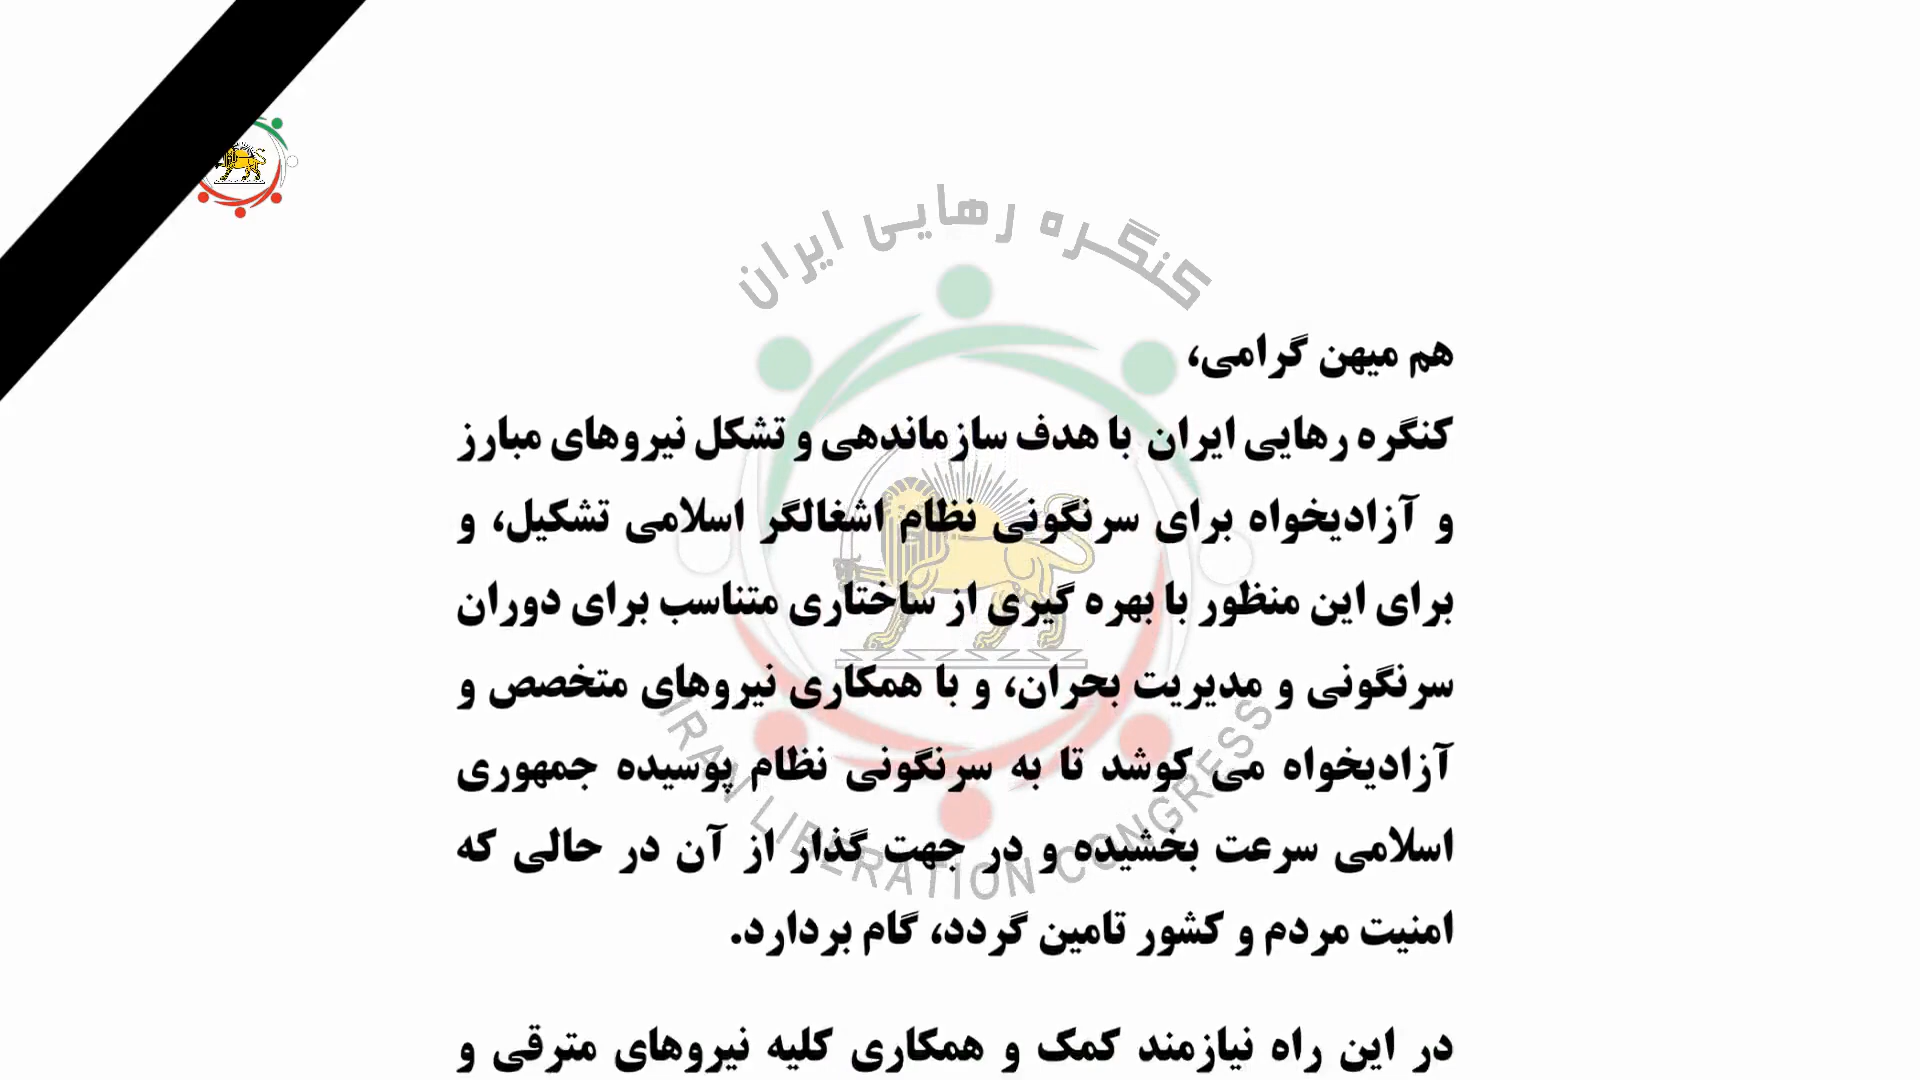 کنگره رهایی ایران
هم میهن گرامی،
کنگره رهایی ایران با هدف سازماندهی و تشکل نیروهای مبارز
و آزادیخواه برای سرنگونی نظام اشغالگر اسلامی تشکیل، و
برای این منظور با بهره گیری از ساختاری متناسب برای دوران
سرنگونی و مدیریت بحران، و با همکاری نیروهای متخصص و
آزادیخواه می کوشد تا به سرنگونی نظام پوسیده جمهوری
اسلامی سرعت بخشیده و در جهت گذار از آن در حالی که
امنیت مردم و کشور تامین گردد، گام بردارد.
در این راه نیازمند کمک و همکاری کلیه نیروهای مترقی و
IRAN LIBERATION CONGRESS